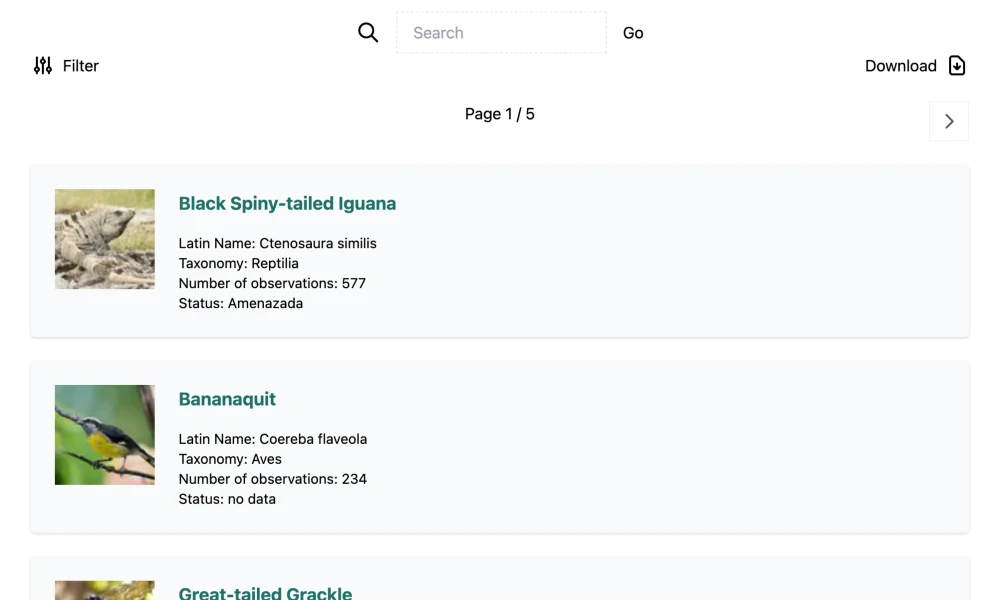 Search
Go
Filter
Download
Page 1 / 5
Black Spiny-tailed Iguana
Latin Name: Ctenosaura similis
Taxonomy: Reptilia
Number of observations: 577
Status: Amenazada
Bananaquit
Latin Name: Coereba flaveola
Taxonomy: Aves
Number of observations: 234
Status: no data
Great-tailed Grackle